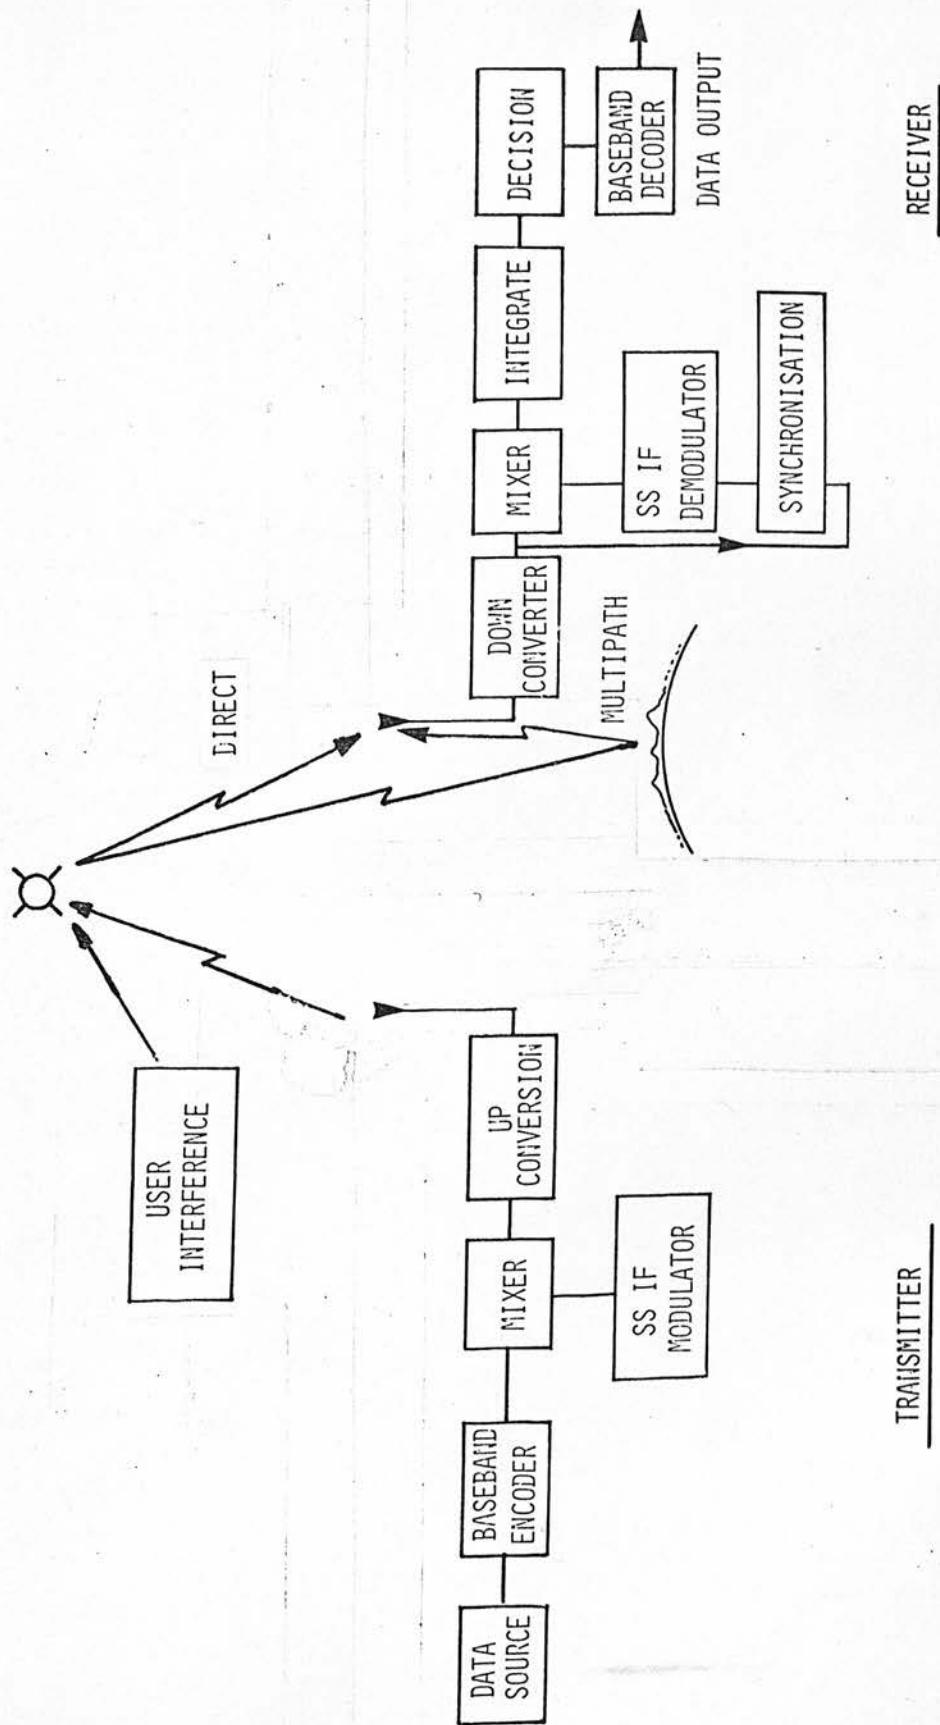 USER
INTERFERENCE
DIRECT
MULTIPATH
DATA
SOURCE
BASEBAND
ENCODER
MIXER
SS IF
MODULATOR
UP
CONVERSION
DOWN
CONVERTER
MIXER
INTEGRATE
DECISION
SS IF
DEMODULATOR
SYNCHRONISATION
BASEBAND
DECODER
DATA OUTPUT
TRANSMITTER
RECEIVER